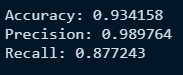 Accuracy: 0.934158
Precision: 0.989764
Recall: 0.877243